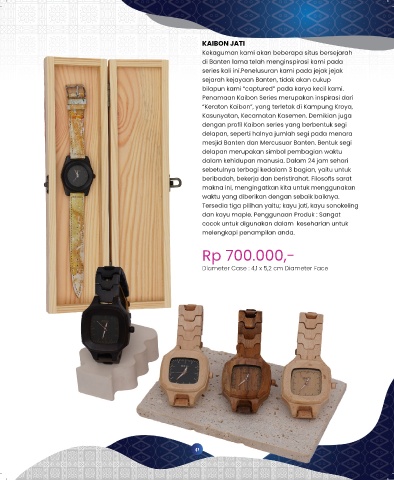 KAIBON JATI
Kekaguman kami akan beberapa situs bersejarah
di Banten lama telah menginspirasi kami pada
series kali ini.Penelusuran kami pada jejak jejak
sejarah kejayaan Banten, tidak akan cukup
bilapun kami "captured" pada karya kecil kami.
Penamaan Kaibon Series merupakan inspirasi dari
"Keraton Kaibon", yang terletak di Kampung Kroya,
Kasunyatan, Kecamatan Kasemen. Demikian juga
dengan profil Kaibon series yang berbentuk segi
delapan, seperti halnya jumlah segi pada menara
mesjid Banten dan Mercusuar Banten. Bentuk segi
delapan merupakan simbol pembagian waktu
dalam kehidupan manusia. Dalam 24 jam sehari
sebetulnya terbagi kedalam 3 bagian, yaitu untuk
beribadah, bekerja dan beristirahat. Filosofis sarat
makna ini, mengingatkan kita untuk menggunakan
waktu yang diberikan dengan sebaik baiknya.
Tersedia tiga pilihan yaitu; kayu jati, kayu sonokeling
dan kayu maple. Penggunaan Produk : Sangat
cocok untuk digunakan dalam keseharian untuk
melengkapi penampilan anda.
Rp 700.000,-
Diameter Case : 4,1 x 5,2 cm Diameter Face